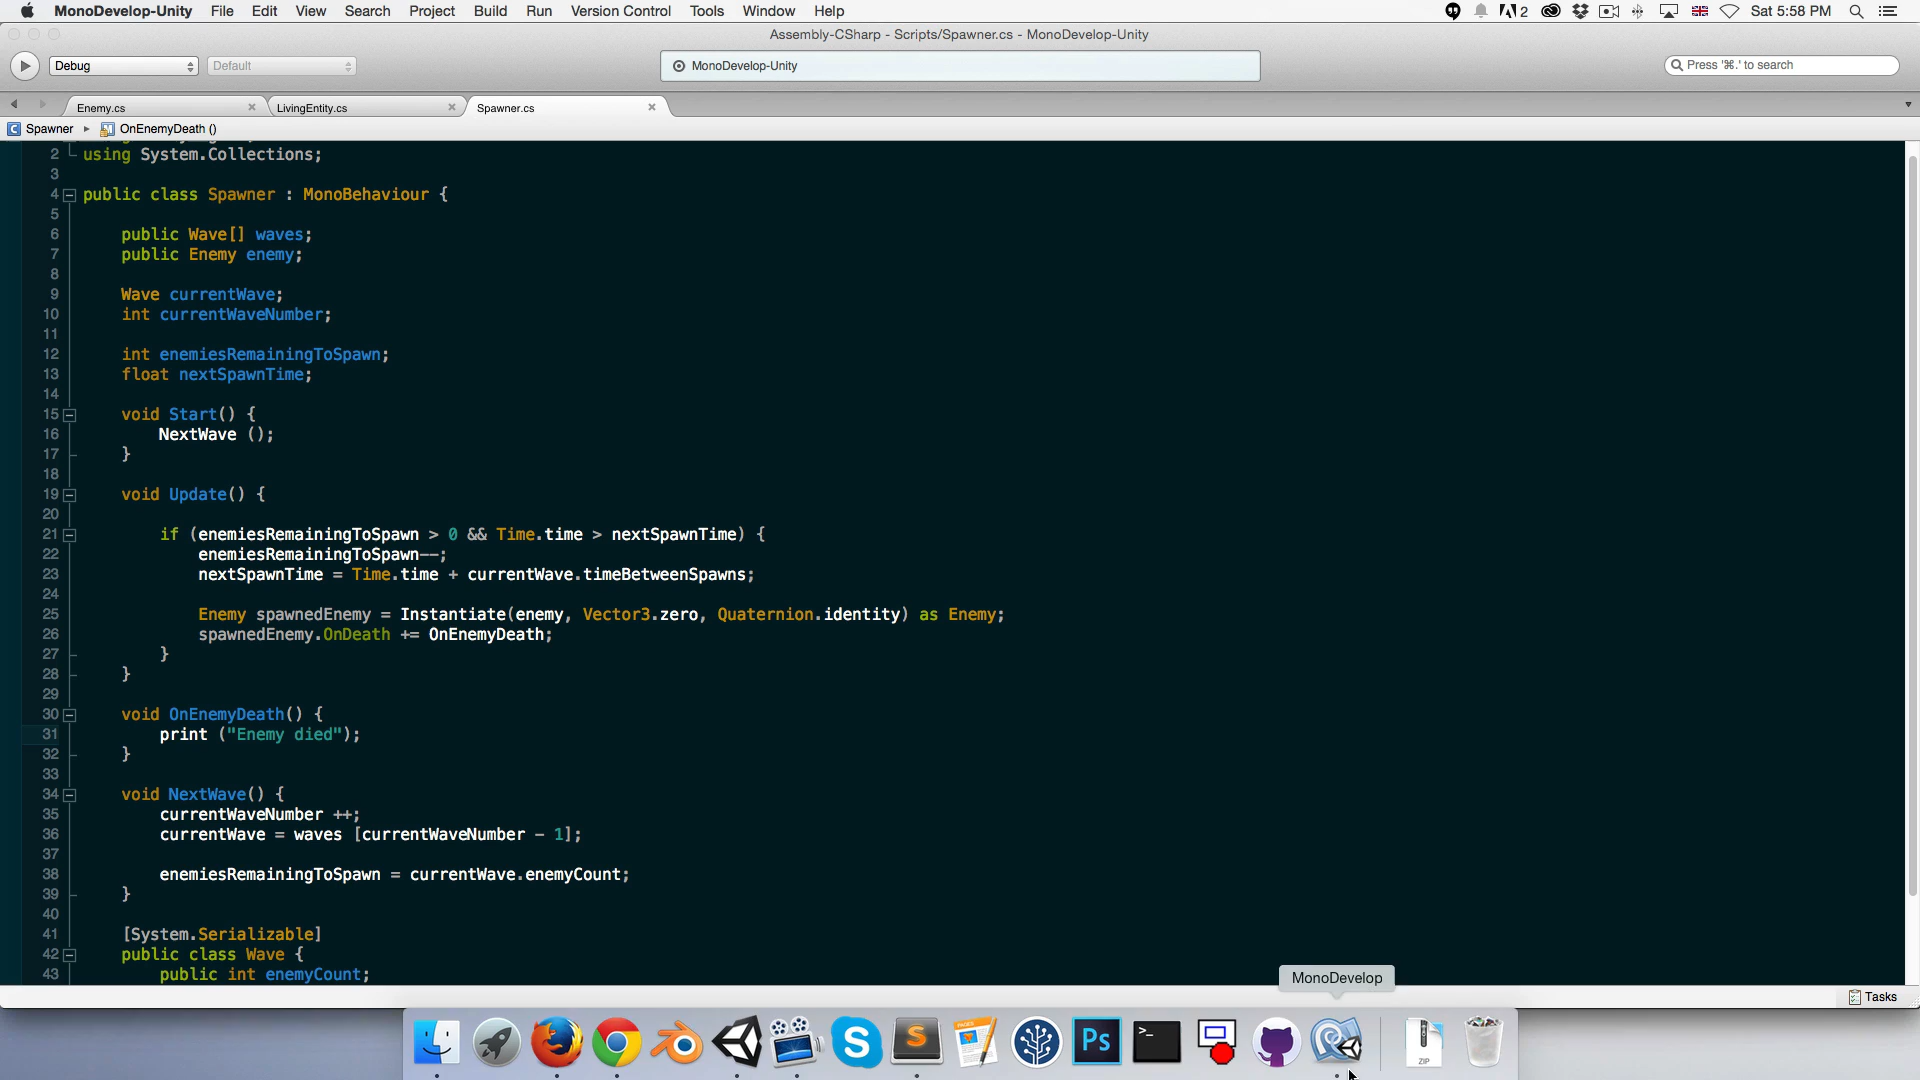 MonoDevelop-Unity File Edit View Search Project Build Run Version Control Tools Window Help 2 Sat 5:58 PM
Assembly-CSharp - Scripts/Spawner.cs - MonoDevelop-Unity
Debug Default MonoDevelop-Unity Press '⌘.' to search
Enemy.cs LivingEntity.cs Spawner.cs
Spawner OnEnemyDeath ()
2 using System.Collections;
3
4 public class Spawner : MonoBehaviour {
5
6 public Wave[] waves;
7 public Enemy enemy;
8
9 Wave currentWave;
10 int currentWaveNumber;
11
12 int enemiesRemainingToSpawn;
13 float nextSpawnTime;
14
15 void Start() {
16 NextWave ();
17 }
18
19 void Update() {
20
21 if (enemiesRemainingToSpawn > 0 && Time.time > nextSpawnTime) {
22 enemiesRemainingToSpawn--;
23 nextSpawnTime = Time.time + currentWave.timeBetweenSpawns;
24
25 Enemy spawnedEnemy = Instantiate(enemy, Vector3.zero, Quaternion.identity) as Enemy;
26 spawnedEnemy.OnDeath += OnEnemyDeath;
27 }
28 }
29
30 void OnEnemyDeath() {
31 print ("Enemy died");
32 }
33
34 void NextWave() {
35 currentWaveNumber ++;
36 currentWave = waves [currentWaveNumber - 1];
37
38 enemiesRemainingToSpawn = currentWave.enemyCount;
39 }
40
41 [System.Serializable]
42 public class Wave {
43 public int enemyCount;
MonoDevelop
Tasks
PAGES
Ps
ZIP